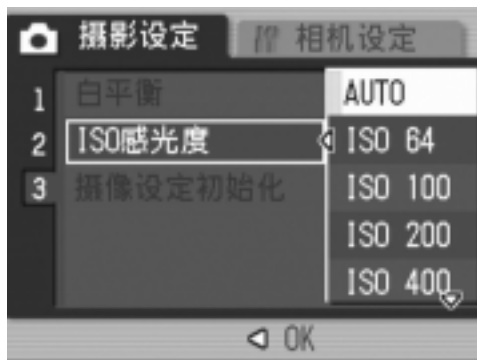 摄影设定 相机设定
1 白平衡 AUTO
2 ISO感光度 ISO 64
3 摄像设定初始化 ISO 100
ISO 200
ISO 400
OK